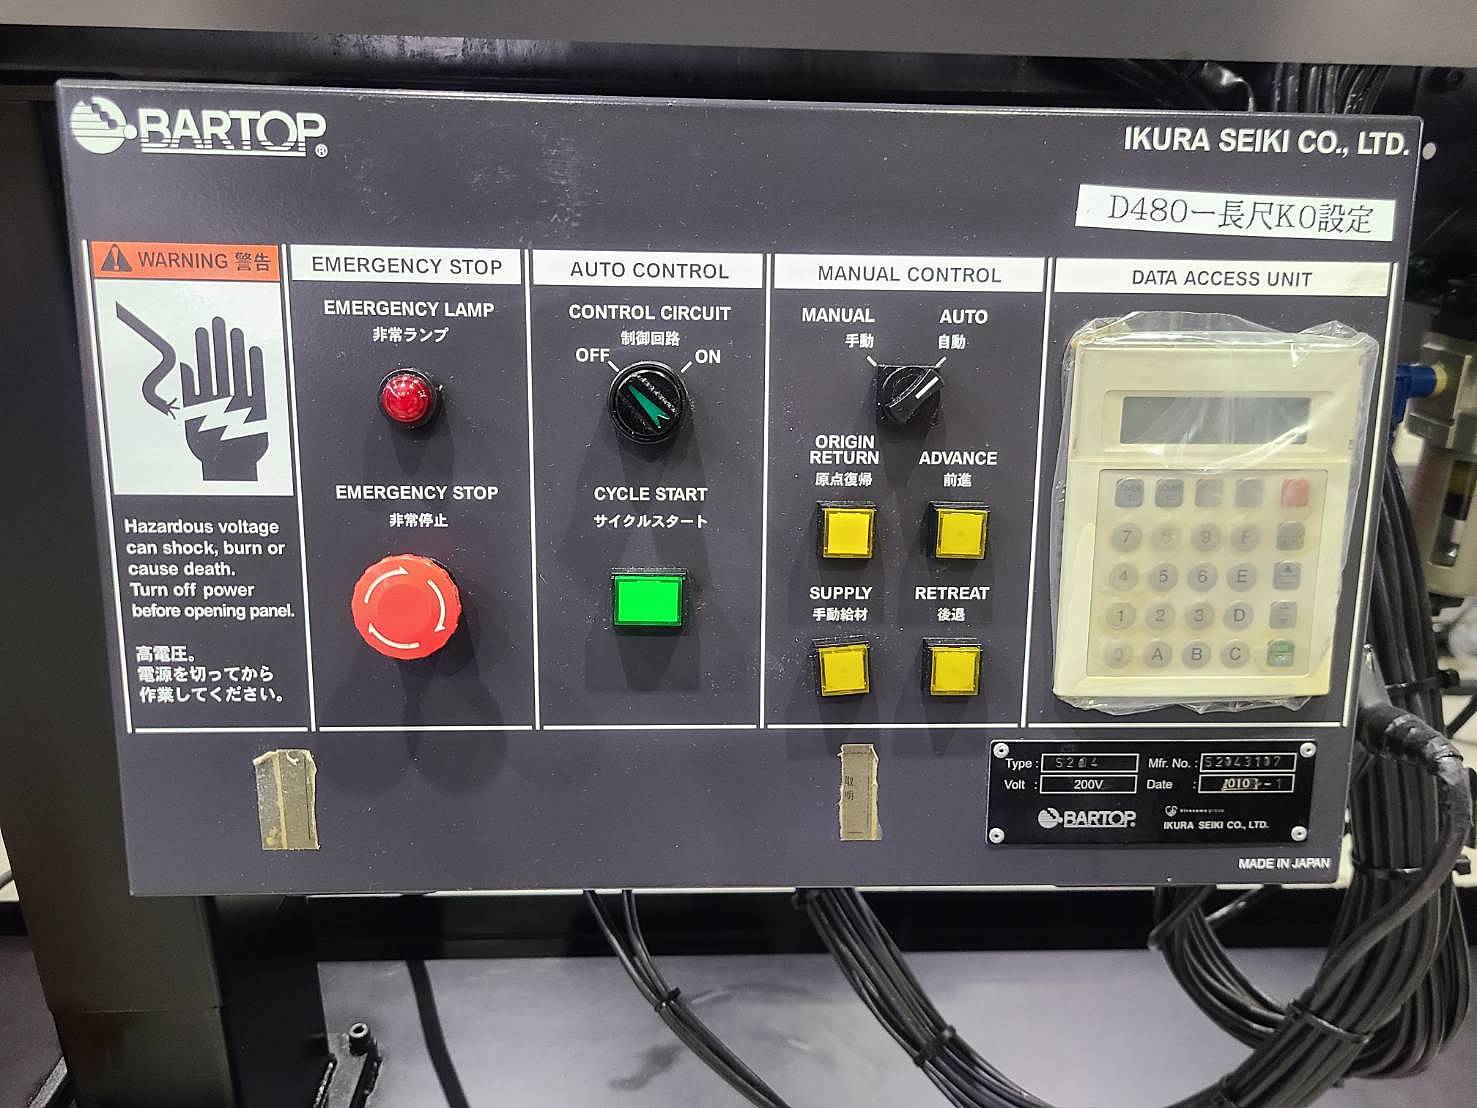 BARTOP®
IKURA SEIKI CO., LTD.
D480ー長尺K0設定
WARNING 警告
Hazardous voltage
can shock, burn or
cause death.
Turn off power
before opening panel.
高電圧。
電源を切ってから
作業してください。
EMERGENCY STOP
EMERGENCY LAMP
非常ランプ
EMERGENCY STOP
非常停止
AUTO CONTROL
CONTROL CIRCUIT
制御回路
OFF ON
CYCLE START
サイクルスタート
MANUAL CONTROL
MANUAL AUTO
手動 自動
ORIGIN
RETURN
原点復帰
ADVANCE
前進
SUPPLY
手動給材
RETREAT
後退
DATA ACCESS UNIT
7 8 9 F
4 5 6 E
1 2 3 D
0 A B C
Type : Mfr. No. : S2043107
Volt : 200V Date :
BARTOP
IKURA SEIKI CO., LTD.
MADE IN JAPAN